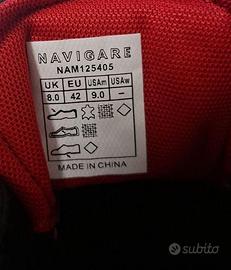 NAVIGARE
NAM125405
UK EU USAm USAw
8.0 42 9.0 –
MADE IN CHINA
subito